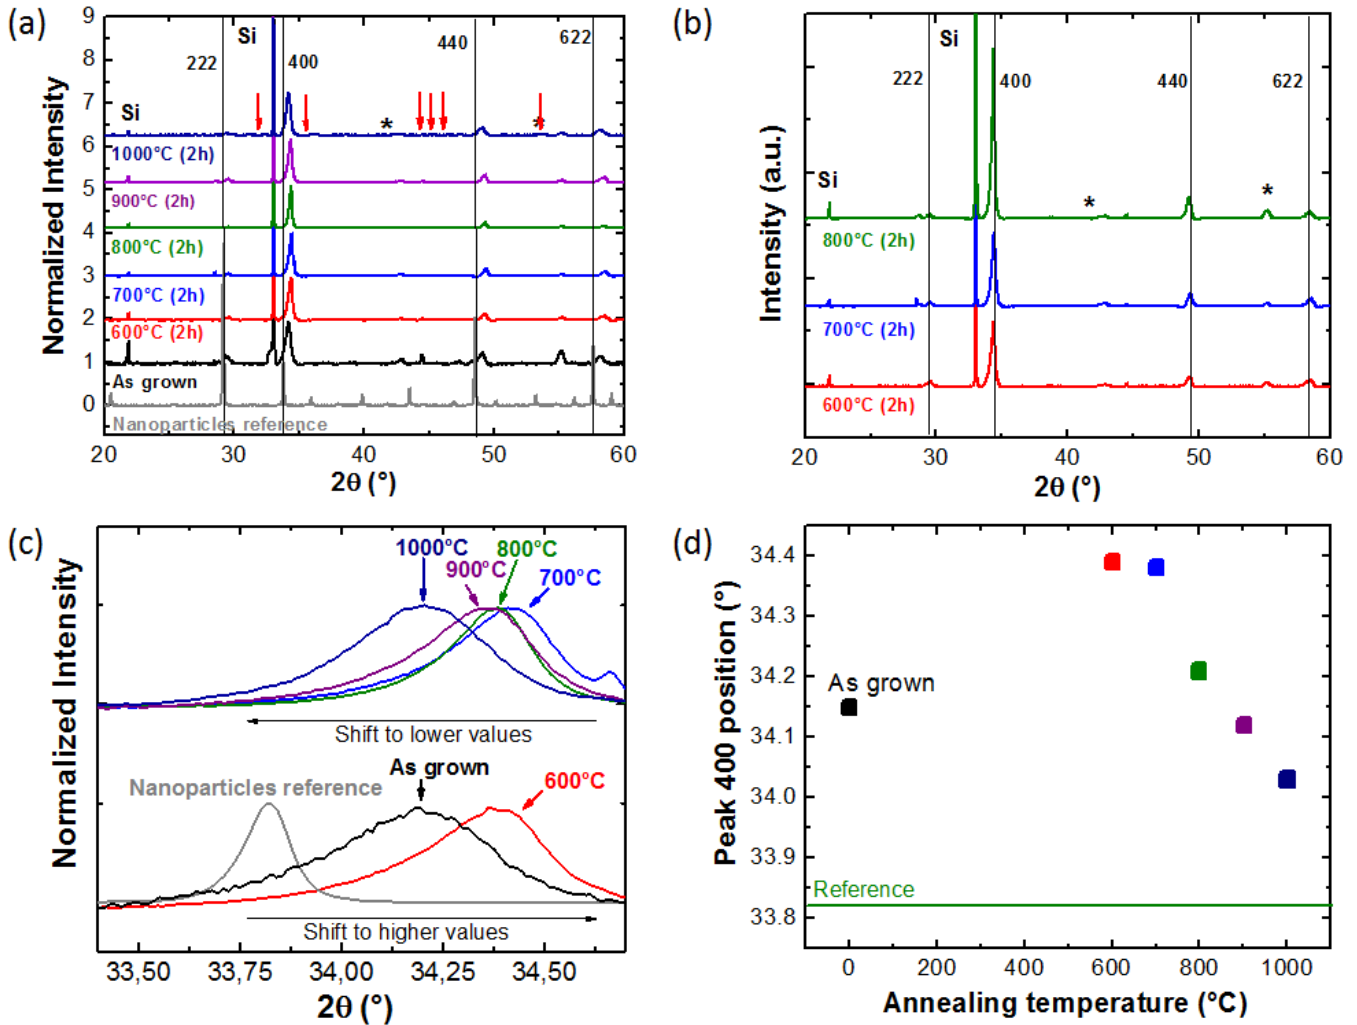 (a)
9
8
7
6
5
4
3
2
1
0
Normalized Intensity
Si
222
400
440
622
Si
*
*
1000°C (2h)
900°C (2h)
800°C (2h)
700°C (2h)
600°C (2h)
As grown
Nanoparticles reference
20 30 40 50 60
2θ (°)
(b)
Intensity (a.u.)
Si
222
400
440
622
Si
*
*
800°C (2h)
700°C (2h)
600°C (2h)
20 30 40 50 60
2θ (°)
(c)
Normalized Intensity
1000°C
800°C
900°C
700°C
Shift to lower values
As grown
Nanoparticles reference
600°C
Shift to higher values
33,50 33,75 34,00 34,25 34,50
2θ (°)
(d)
Peak 400 position (°)
34.4
34.3
34.2
34.1
34.0
33.9
33.8
As grown
Reference
0 200 400 600 800 1000
Annealing temperature (°C)